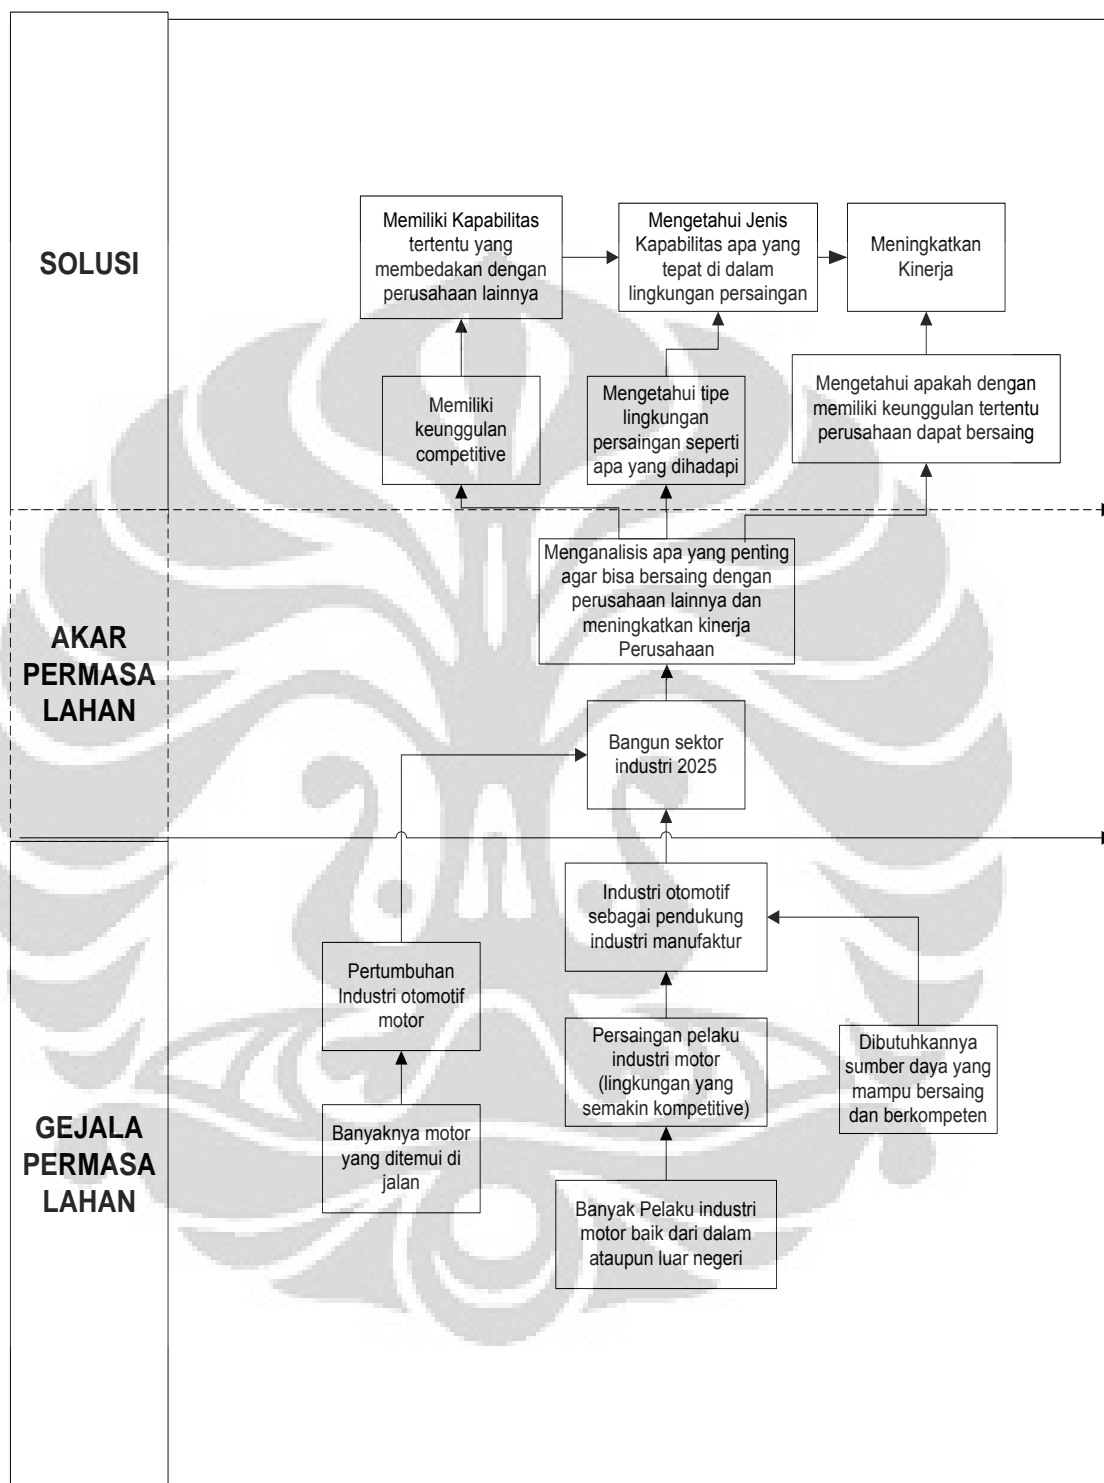 SOLUSI
Memiliki Kapabilitas
tertentu yang
membedakan dengan
perusahaan lainnya
Mengetahui Jenis
Kapabilitas apa yang
tepat di dalam
lingkungan persaingan
Meningkatkan
Kinerja
Memiliki
keunggulan
competitive
Mengetahui tipe
lingkungan
persaingan seperti
apa yang dihadapi
Mengetahui apakah dengan
memiliki keunggulan tertentu
perusahaan dapat bersaing
AKAR
PERMASA
LAHAN
Menganalisis apa yang penting
agar bisa bersaing dengan
perusahaan lainnya dan
meningkatkan kinerja
Perusahaan
Bangun sektor
industri 2025
GEJALA
PERMASA
LAHAN
Industri otomotif
sebagai pendukung
industri manufaktur
Pertumbuhan
Industri otomotif
motor
Persaingan pelaku
industri motor
(lingkungan yang
semakin kompetitive)
Dibutuhkannya
sumber daya yang
mampu bersaing
dan berkompeten
Banyaknya motor
yang ditemui di
jalan
Banyak Pelaku industri
motor baik dari dalam
ataupun luar negeri